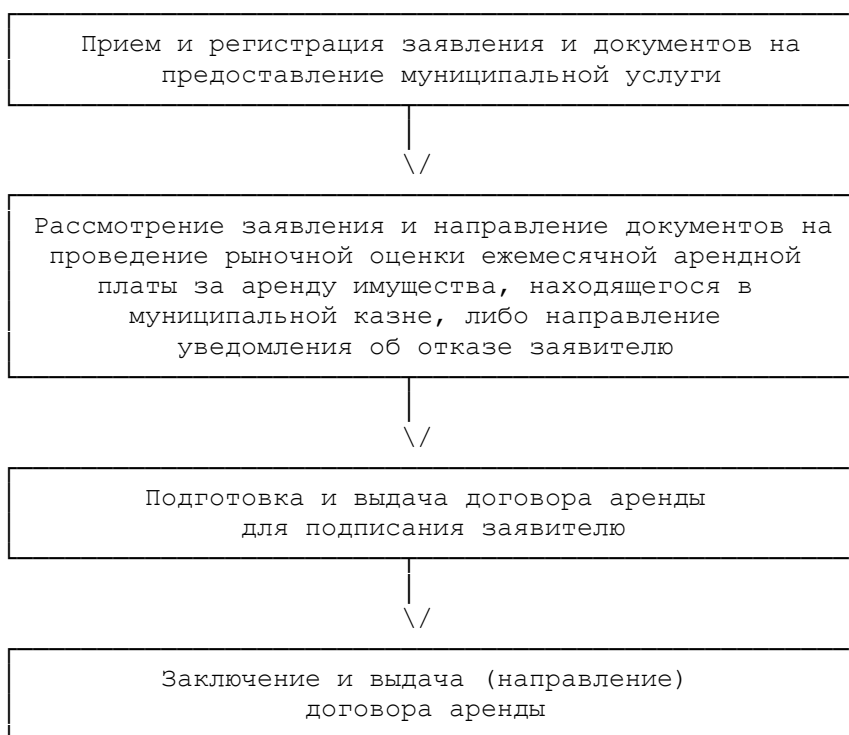 Прием и регистрация заявления и документов на
предоставление муниципальной услуги
\/
Рассмотрение заявления и направление документов на
проведение рыночной оценки ежемесячной арендной
платы за аренду имущества, находящегося в
муниципальной казне, либо направление
уведомления об отказе заявителю
\/
Подготовка и выдача договора аренды
для подписания заявителю
\/
Заключение и выдача (направление)
договора аренды